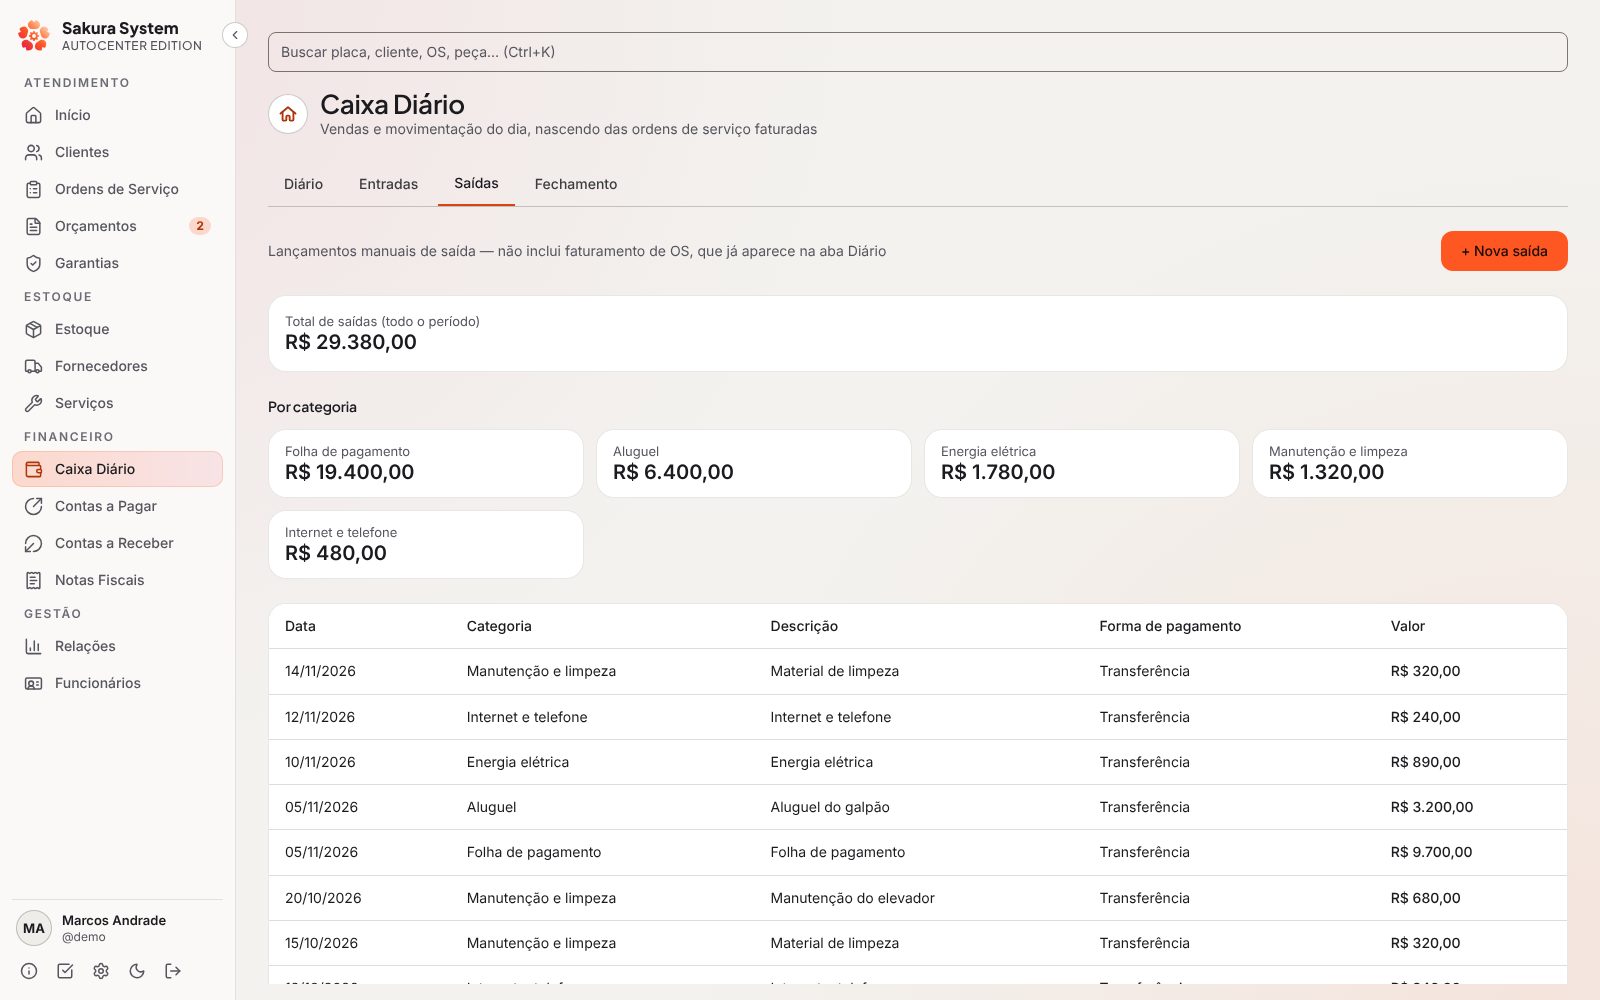 Sakura System
AUTOCENTER EDITION
ATENDIMENTO
Início
Clientes
Ordens de Serviço
Orçamentos 2
Garantias
ESTOQUE
Estoque
Fornecedores
Serviços
FINANCEIRO
Caixa Diário
Contas a Pagar
Contas a Receber
Notas Fiscais
GESTÃO
Relações
Funcionários
MA
Marcos Andrade
@demo
Buscar placa, cliente, OS, peça... (Ctrl+K)
Caixa Diário
Vendas e movimentação do dia, nascendo das ordens de serviço faturadas
Diário Entradas Saídas Fechamento
Lançamentos manuais de saída — não inclui faturamento de OS, que já aparece na aba Diário
+ Nova saída
Total de saídas (todo o período)
R$ 29.380,00
Por categoria
Folha de pagamento
R$ 19.400,00
Aluguel
R$ 6.400,00
Energia elétrica
R$ 1.780,00
Manutenção e limpeza
R$ 1.320,00
Internet e telefone
R$ 480,00
Data Categoria Descrição Forma de pagamento Valor
14/11/2026 Manutenção e limpeza Material de limpeza Transferência R$ 320,00
12/11/2026 Internet e telefone Internet e telefone Transferência R$ 240,00
10/11/2026 Energia elétrica Energia elétrica Transferência R$ 890,00
05/11/2026 Aluguel Aluguel do galpão Transferência R$ 3.200,00
05/11/2026 Folha de pagamento Folha de pagamento Transferência R$ 9.700,00
20/10/2026 Manutenção e limpeza Manutenção do elevador Transferência R$ 680,00
15/10/2026 Manutenção e limpeza Material de limpeza Transferência R$ 320,00